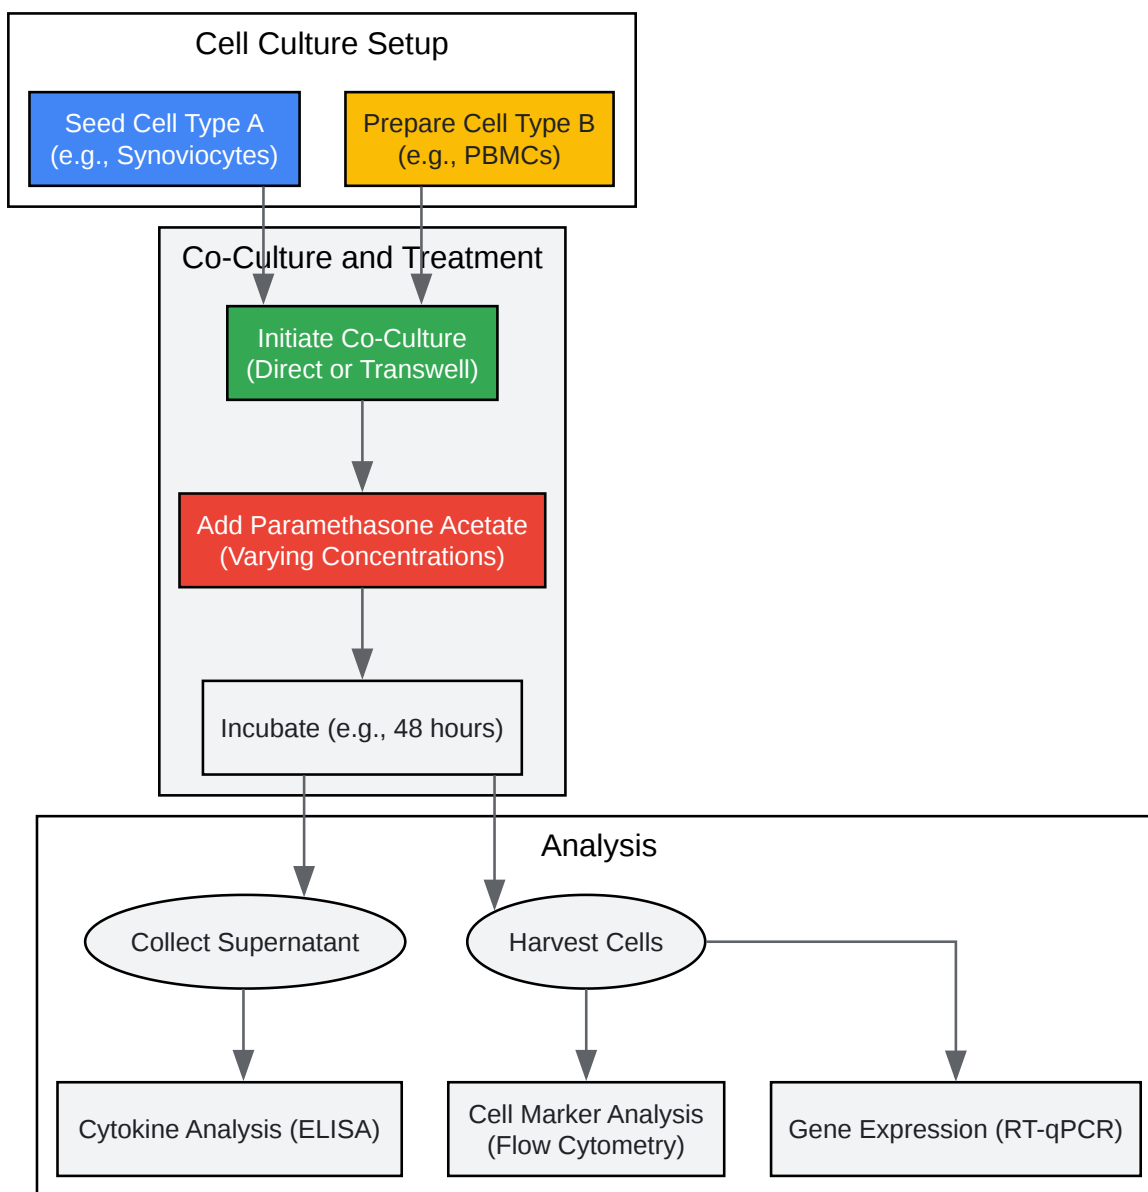 Cell Culture Setup
Seed Cell Type A
(e.g., Synoviocytes)
Prepare Cell Type B
(e.g., PBMCs)
Co-Culture and Treatment
Initiate Co-Culture
(Direct or Transwell)
Add Paramethasone Acetate
(Varying Concentrations)
Incubate (e.g., 48 hours)
Analysis
Collect Supernatant
Harvest Cells
Cytokine Analysis (ELISA)
Cell Marker Analysis
(Flow Cytometry)
Gene Expression (RT-qPCR)